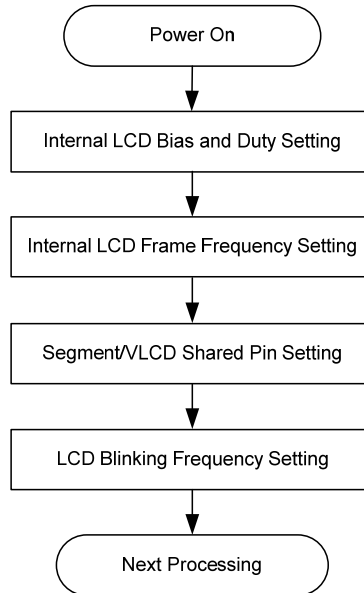 Power On
Internal LCD Bias and Duty Setting
Internal LCD Frame Frequency Setting
Segment/VLCD Shared Pin Setting
LCD Blinking Frequency Setting
Next Processing